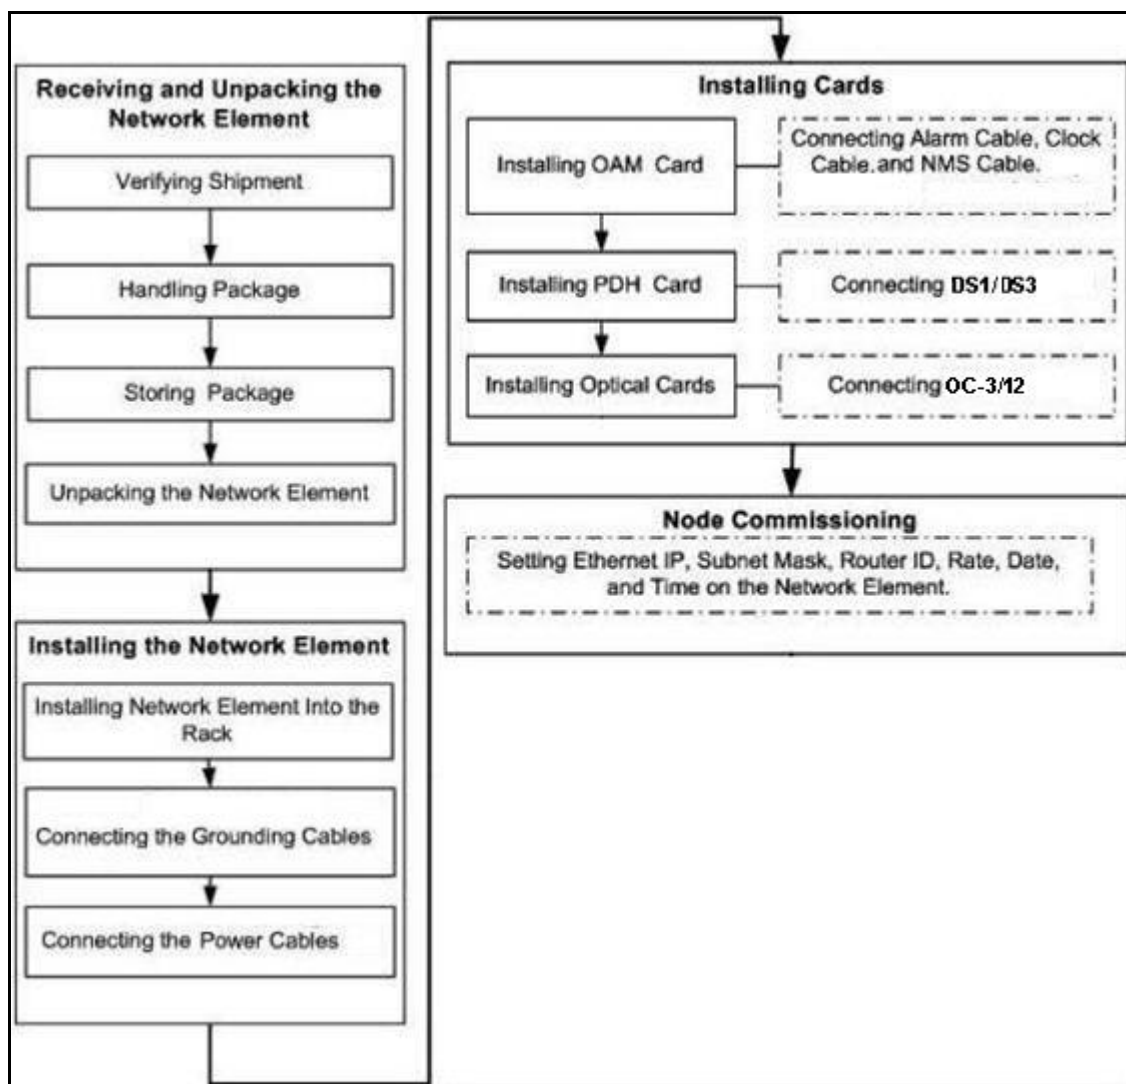 Receiving and Unpacking the
Network Element
Verifying Shipment
Handling Package
Storing Package
Unpacking the Network Element
Installing the Network Element
Installing Network Element Into the
Rack
Connecting the Grounding Cables
Connecting the Power Cables
Installing Cards
Installing OAM Card
Connecting Alarm Cable, Clock
Cable.and NMS Cable.
Installing PDH Card
Connecting DS1/DS3
Installing Optical Cards
Connecting OC-3/12
Node Commissioning
Setting Ethernet IP, Subnet Mask, Router ID, Rate, Date,
and Time on the Network Element.